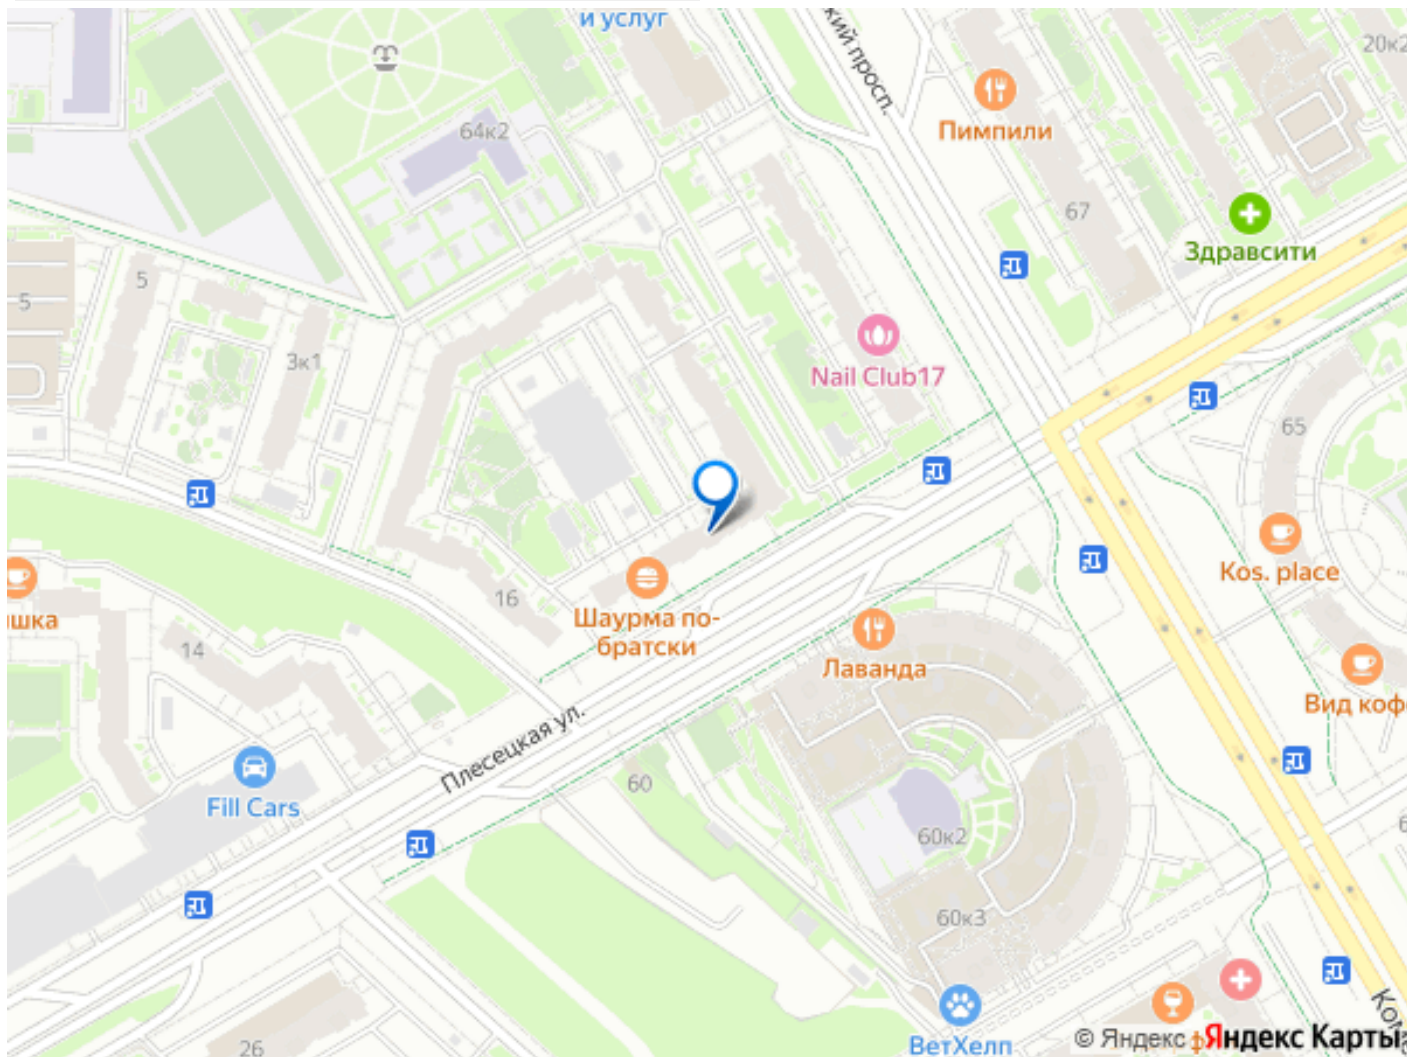 и услуг
кий просп.
20к2
Пимпили
64к2
67
Здравсити
5
5
3к1
Nail Club17
65
Kos. place
16
Шаурма по-
братски
шка
14
Лаванда
Вид коф
Плесецкая ул.
Fill Cars
60
60к2
60к3
26
ВетХелп
Ком
© Яндекс Яндекс Карты